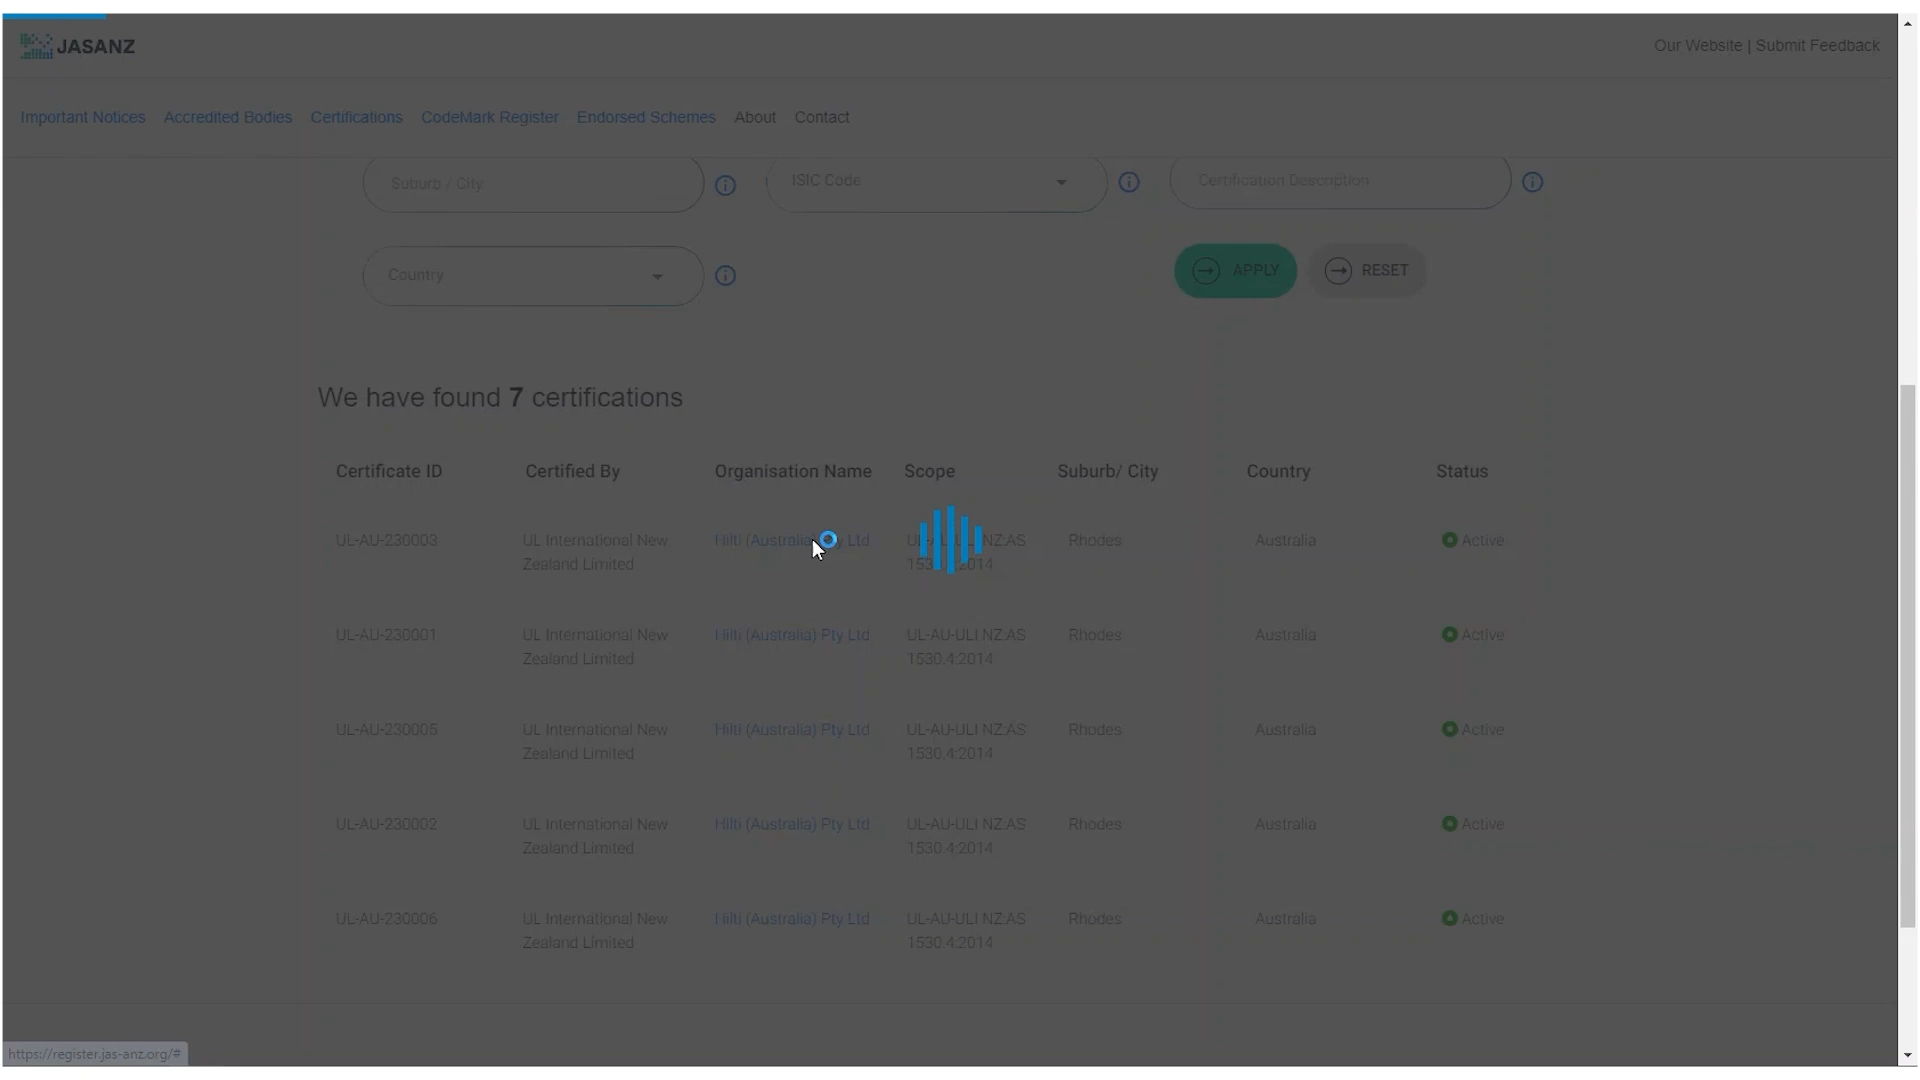 JASANZ
Our Website | Submit Feedback
Important Notices Accredited Bodies Certifications CodeMark Register Endorsed Schemes About Contact
Suburb / City ISIC Code Certification Description
Country APPLY RESET
We have found 7 certifications
Certificate ID Certified By Organisation Name Scope Suburb/ City Country Status
UL-AU-230003 UL International New Hilti (Australia) Ltd NZ:AS Rhodes Australia Active
Zealand Limited 2014
UL-AU-230001 UL International New Hilti (Australia) Pty Ltd UL-AU-ULI NZ:AS Rhodes Australia Active
Zealand Limited 1530.4:2014
UL-AU-230005 UL International New Hilti (Australia) Pty Ltd UL-AU-ULI NZ:AS Rhodes Australia Active
Zealand Limited 1530.4:2014
UL-AU-230002 UL International New Hilti (Australia) Pty Ltd UL-AU-ULI NZ:AS Rhodes Australia Active
Zealand Limited 1530.4:2014
UL-AU-230006 UL International New Hilti (Australia) Pty Ltd UL-AU-ULI NZ:AS Rhodes Australia Active
Zealand Limited 1530.4:2014
https://register.jas-anz.org/#